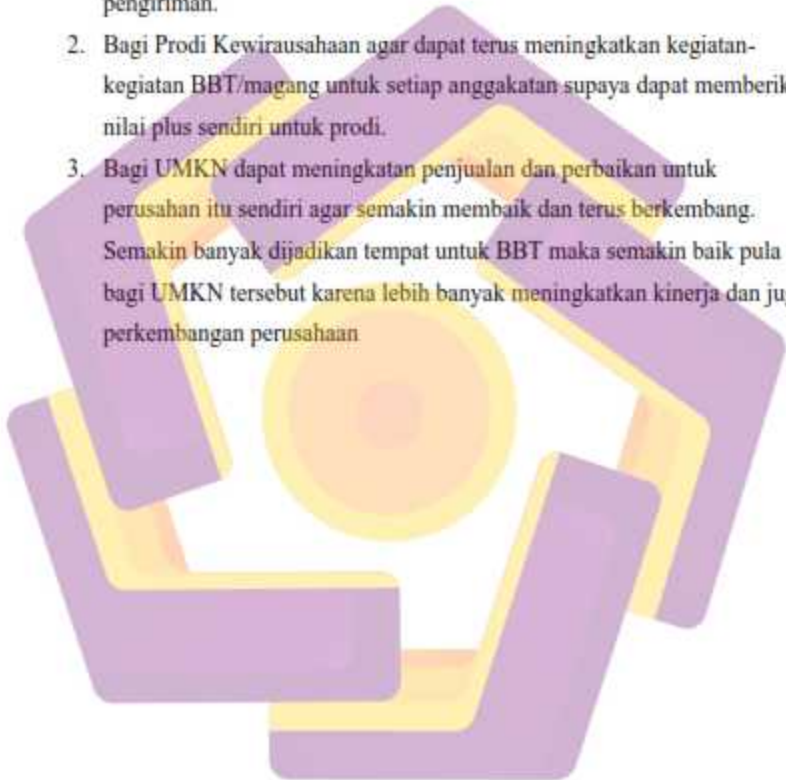 pengiriman.
2. Bagi Prodi Kewirausahaan agar dapat terus meningkatkan kegiatan-
kegiatan BBT/magang untuk setiap anggakatan supaya dapat memberik
nilai plus sendiri untuk prodi.
3. Bagi UMKN dapat meningkatan penjualan dan perbaikan untuk
perusahan itu sendiri agar semakin membaik dan terus berkembang.
Semakin banyak dijadikan tempat untuk BBT maka semakin baik pula
bagi UMKN tersebut karena lebih banyak meningkatkan kinerja dan jug
perkembangan perusahaan